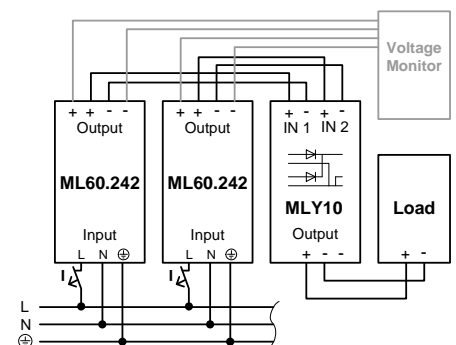 Voltage
Monitor
+ + - -
Output
ML60.242
Input
L N
I
+ + - -
Output
ML60.242
Input
L N
I
+ - + -
IN 1 IN 2
MLY10
Output
+ - -
Load
+ -
L
N